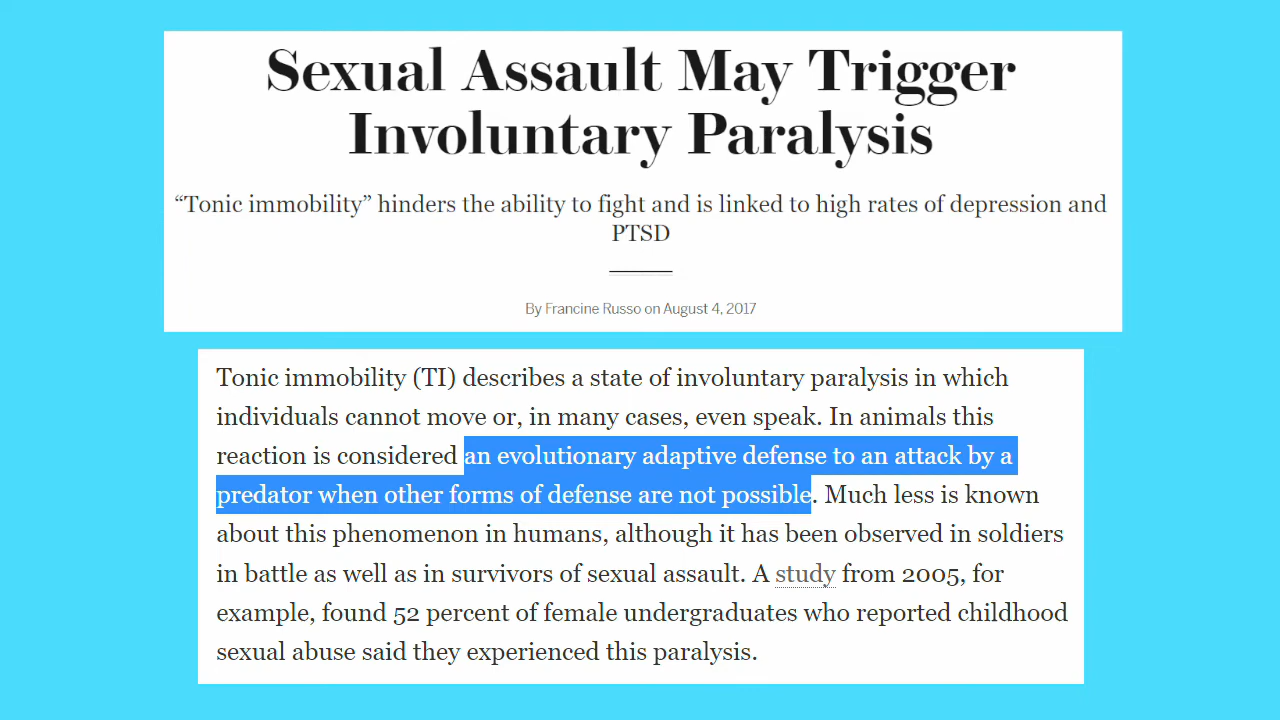 Sexual Assault May Trigger
Involuntary Paralysis
“Tonic immobility” hinders the ability to fight and is linked to high rates of depression and
PTSD
By Francine Russo on August 4, 2017
Tonic immobility (TI) describes a state of involuntary paralysis in which
individuals cannot move or, in many cases, even speak. In animals this
reaction is considered an evolutionary adaptive defense to an attack by a
predator when other forms of defense are not possible. Much less is known
about this phenomenon in humans, although it has been observed in soldiers
in battle as well as in survivors of sexual assault. A study from 2005, for
example, found 52 percent of female undergraduates who reported childhood
sexual abuse said they experienced this paralysis.